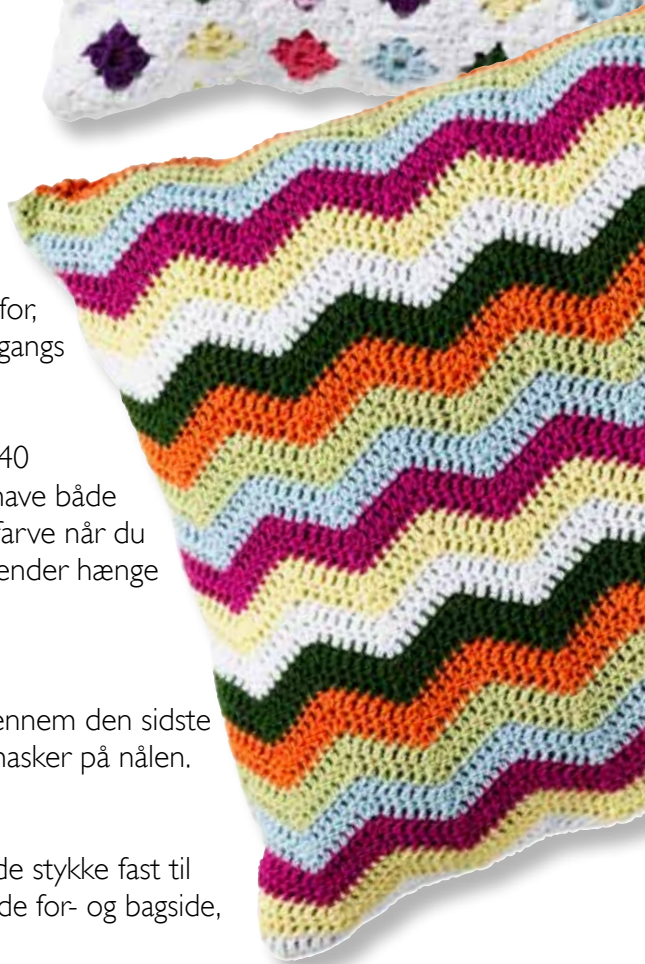 for,
gangs
40
have både
farve når du
ender hænge
ennem den sidste
masker på nålen.
de stykke fast til
de for- og bagside,